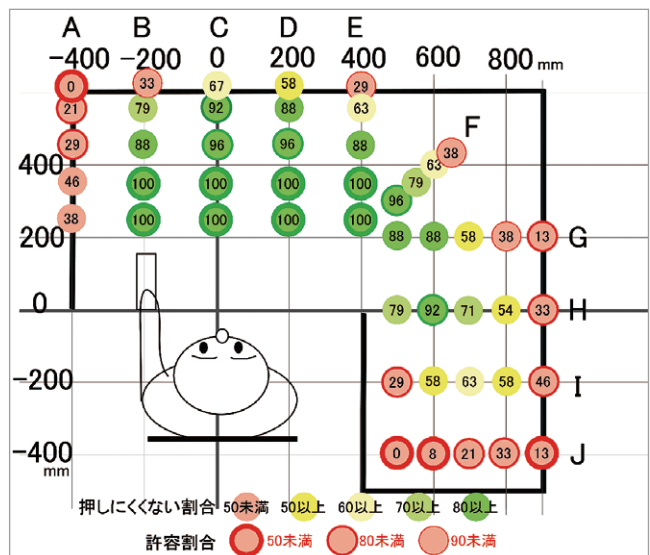 A B C D E
-400 -200 0 200 400 600 800 mm
0 33 67 58 29
21 79 92 88 63
F
38
29 88 96 96 88
400 63
46 100 100 100 100 79
96
38 100 100 100 100
200 88 88 58 38 13 G
0 79 92 71 54 33 H
-200 29 58 63 58 46 I
-400 0 8 21 33 13 J
mm
押しにくくない割合 50未満 50以上 60以上 70以上 80以上
許容割合 50未満 80未満 90未満